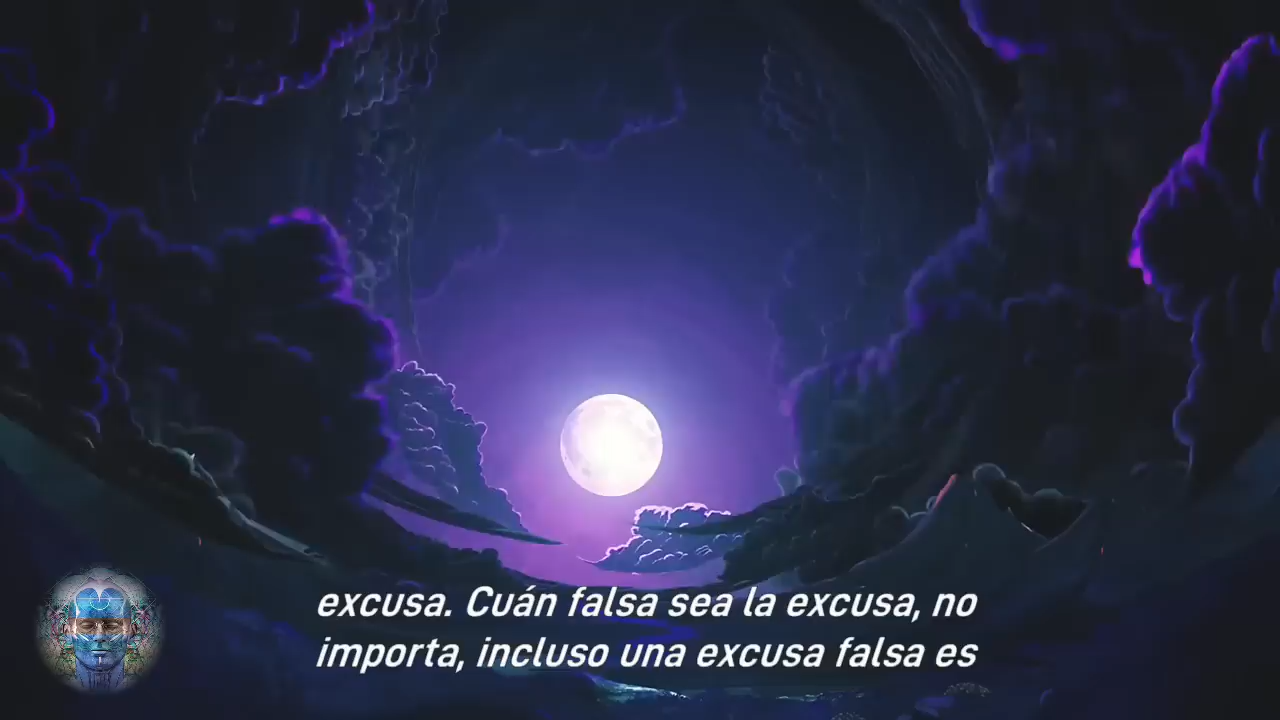 excusa. Cuán falsa sea la excusa, no
importa, incluso una excusa falsa es